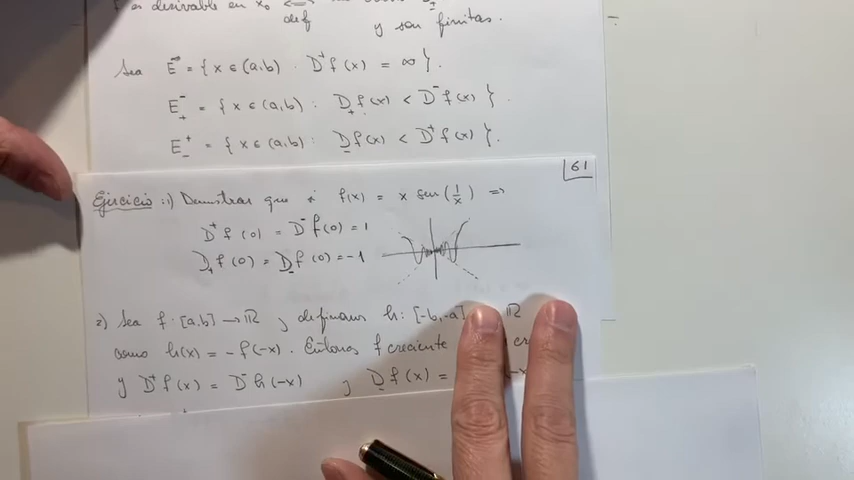 es derivable en x₀ <=>
def y son finitas.
Sea E⁺ = { x ∈ (a,b) : D⁺f(x) = ∞ }.
E₊⁻ = { x ∈ (a,b) : D₊f(x) < D⁻f(x) }.
E₋⁺ = { x ∈ (a,b) : D₋f(x) < D⁺f(x) }.
61
Ejercicio : 1) Demostrar que si f(x) = x sen(1/x) =>
D⁺f(0) = D⁻f(0) = 1
D₊f(0) = D₋f(0) = -1
2) Sea f : [a,b] → ℝ y definimos h : [-b,-a] ℝ
como h(x) = -f(-x). Entonces f creciente
y D⁺f(x) = D⁻h(-x) y D₋f(x) =